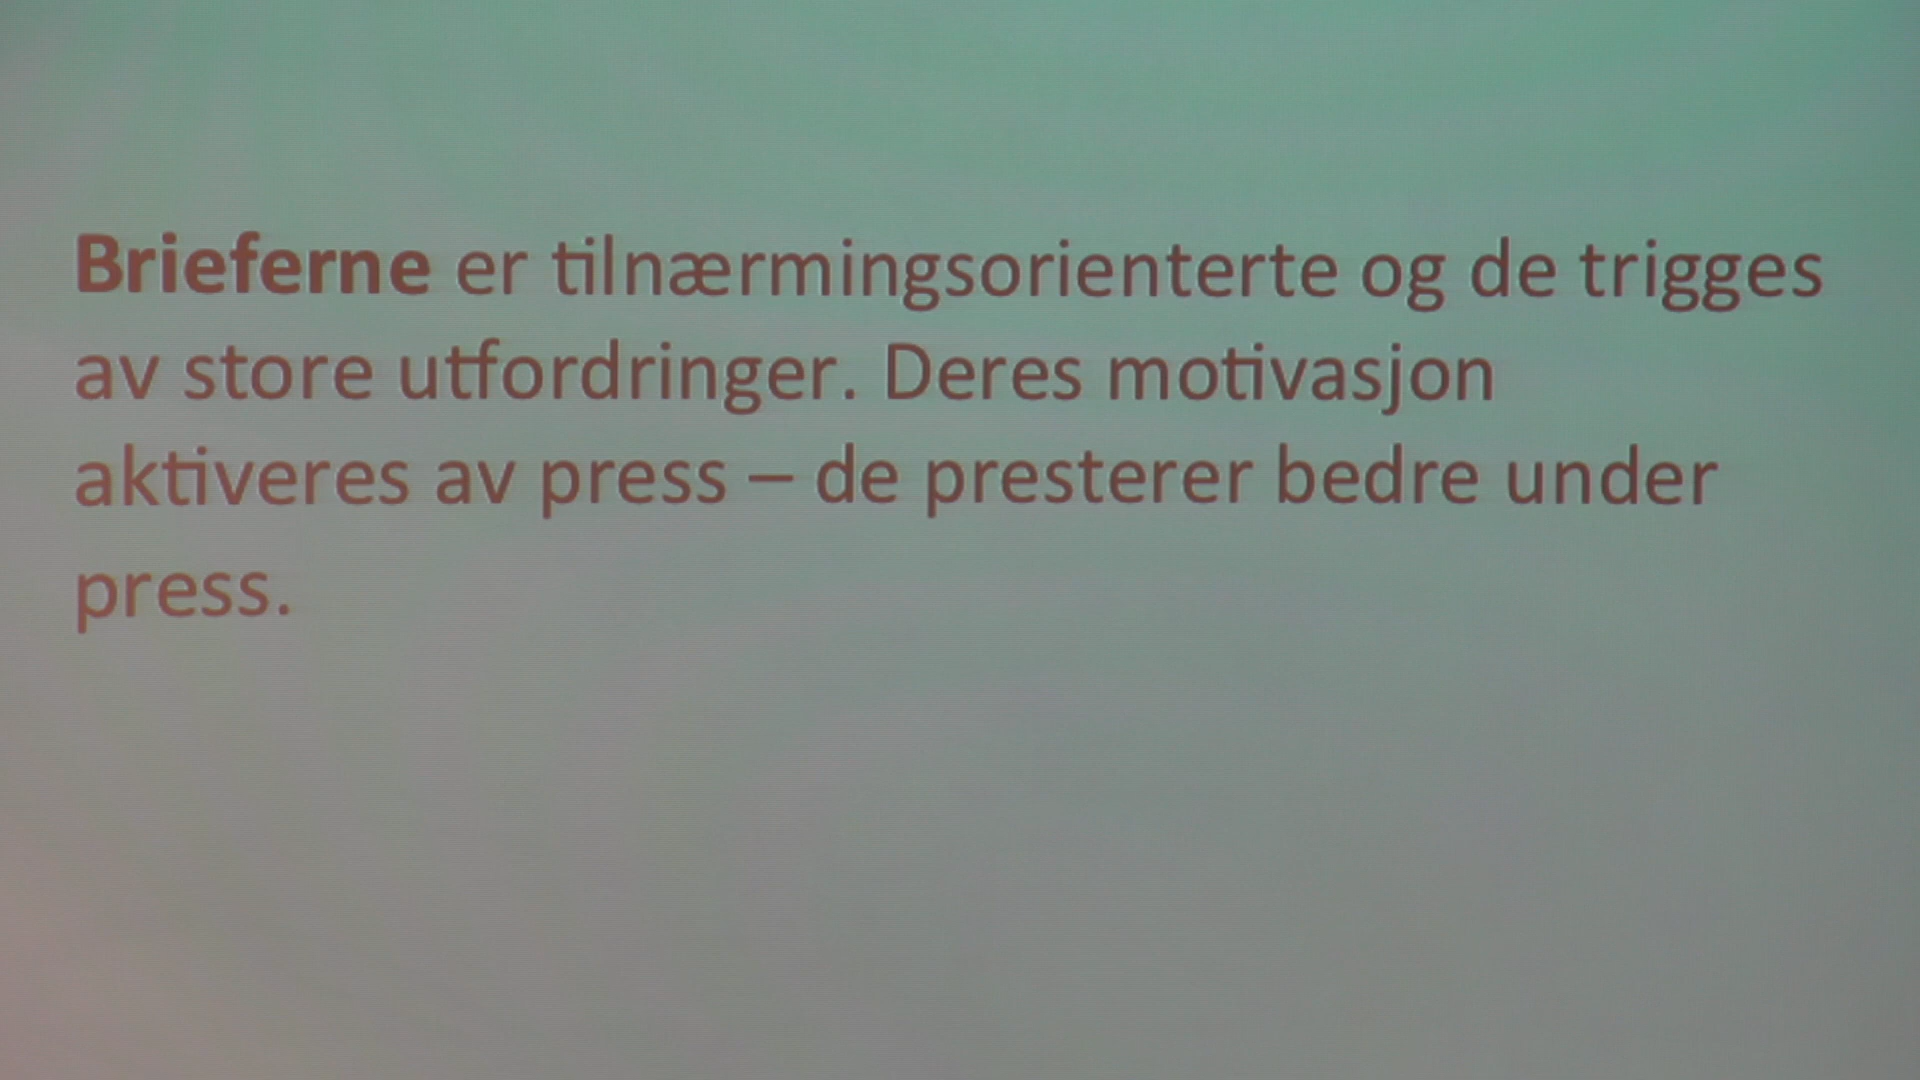 Brieferne er tilnærmingsorienterte og de trigges
av store utfordringer. Deres motivasjon
aktiveres av press – de presterer bedre under
press.